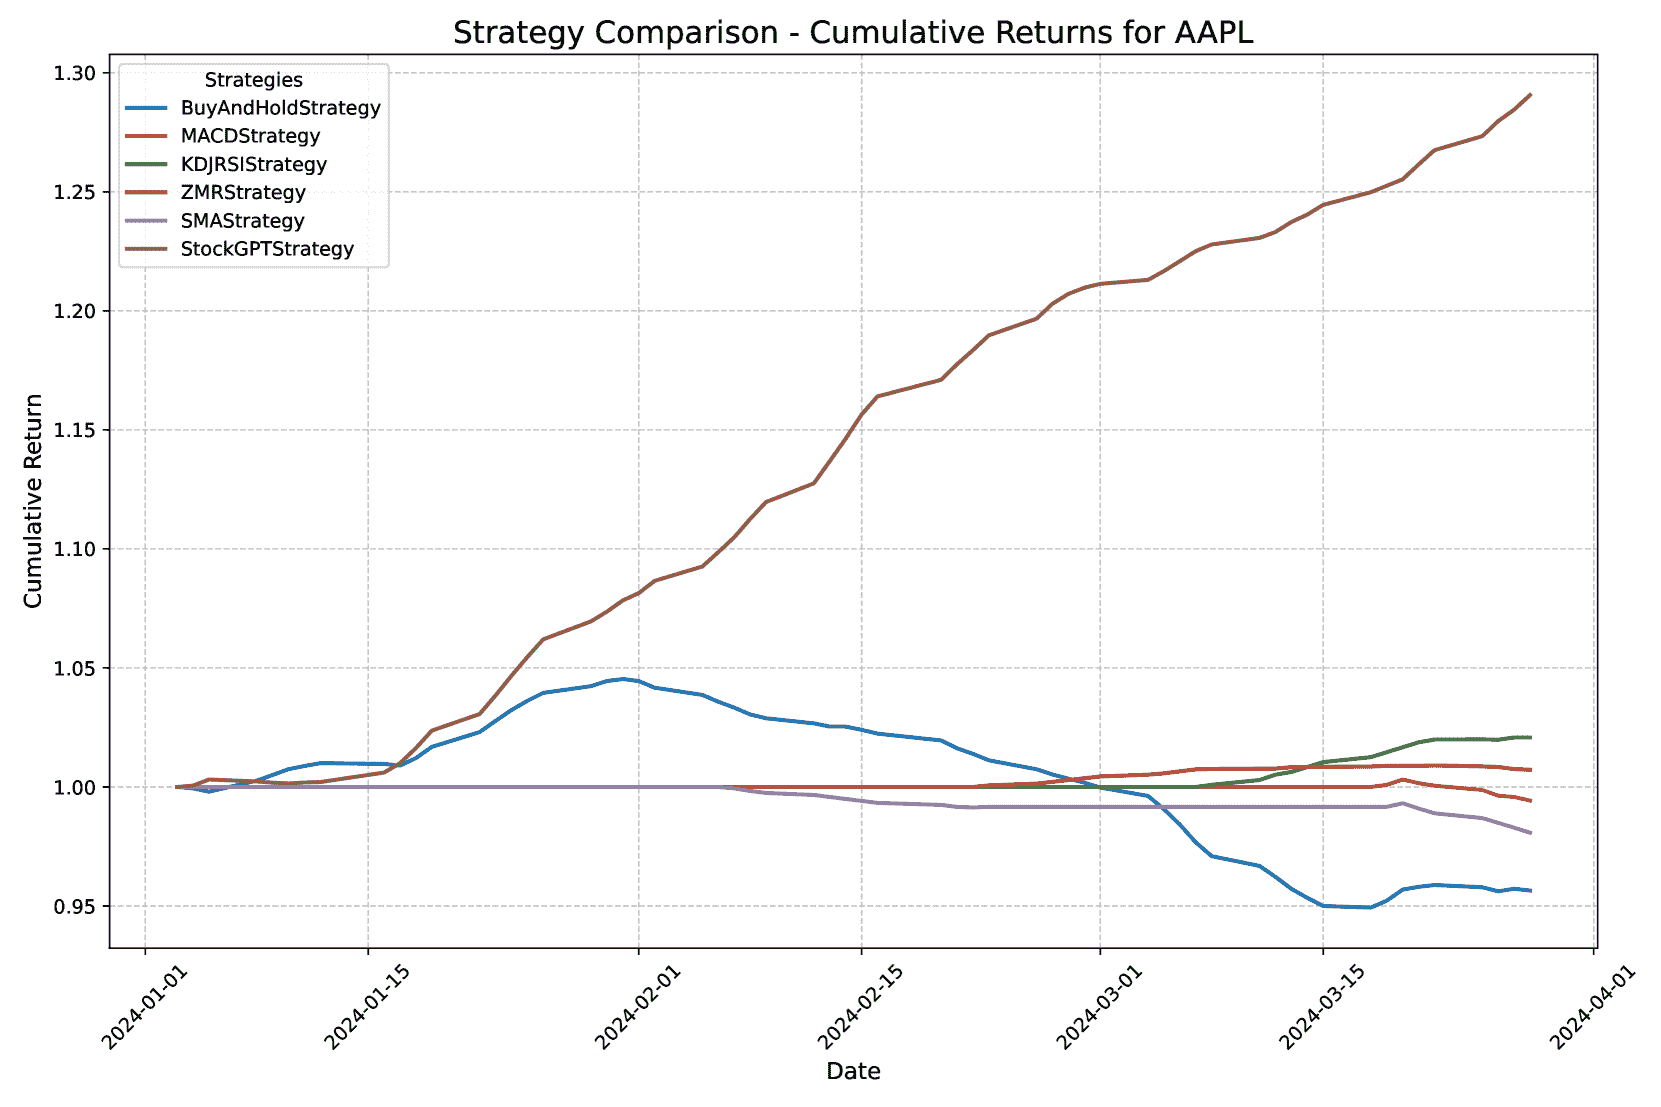 Strategy Comparison - Cumulative Returns for AAPL
Strategies
BuyAndHoldStrategy
MACDStrategy
KDJRSIStrategy
ZMRStrategy
SMAStrategy
StockGPTStrategy
Cumulative Return
1.30
1.25
1.20
1.15
1.10
1.05
1.00
0.95
2024-01-01
2024-01-15
2024-02-01
2024-02-15
2024-03-01
2024-03-15
2024-04-01
Date